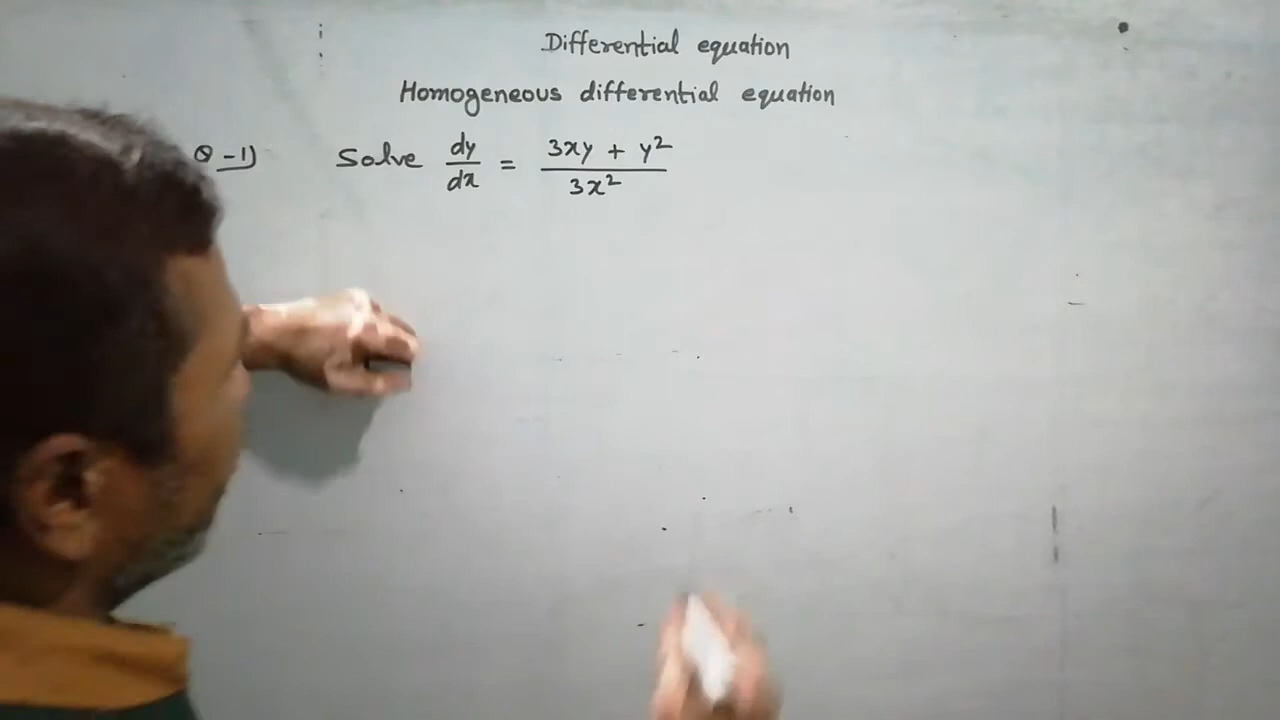 Differential equation
Homogeneous differential equation
Q-1) Solve dy/dx = (3xy + y²)/(3x²)